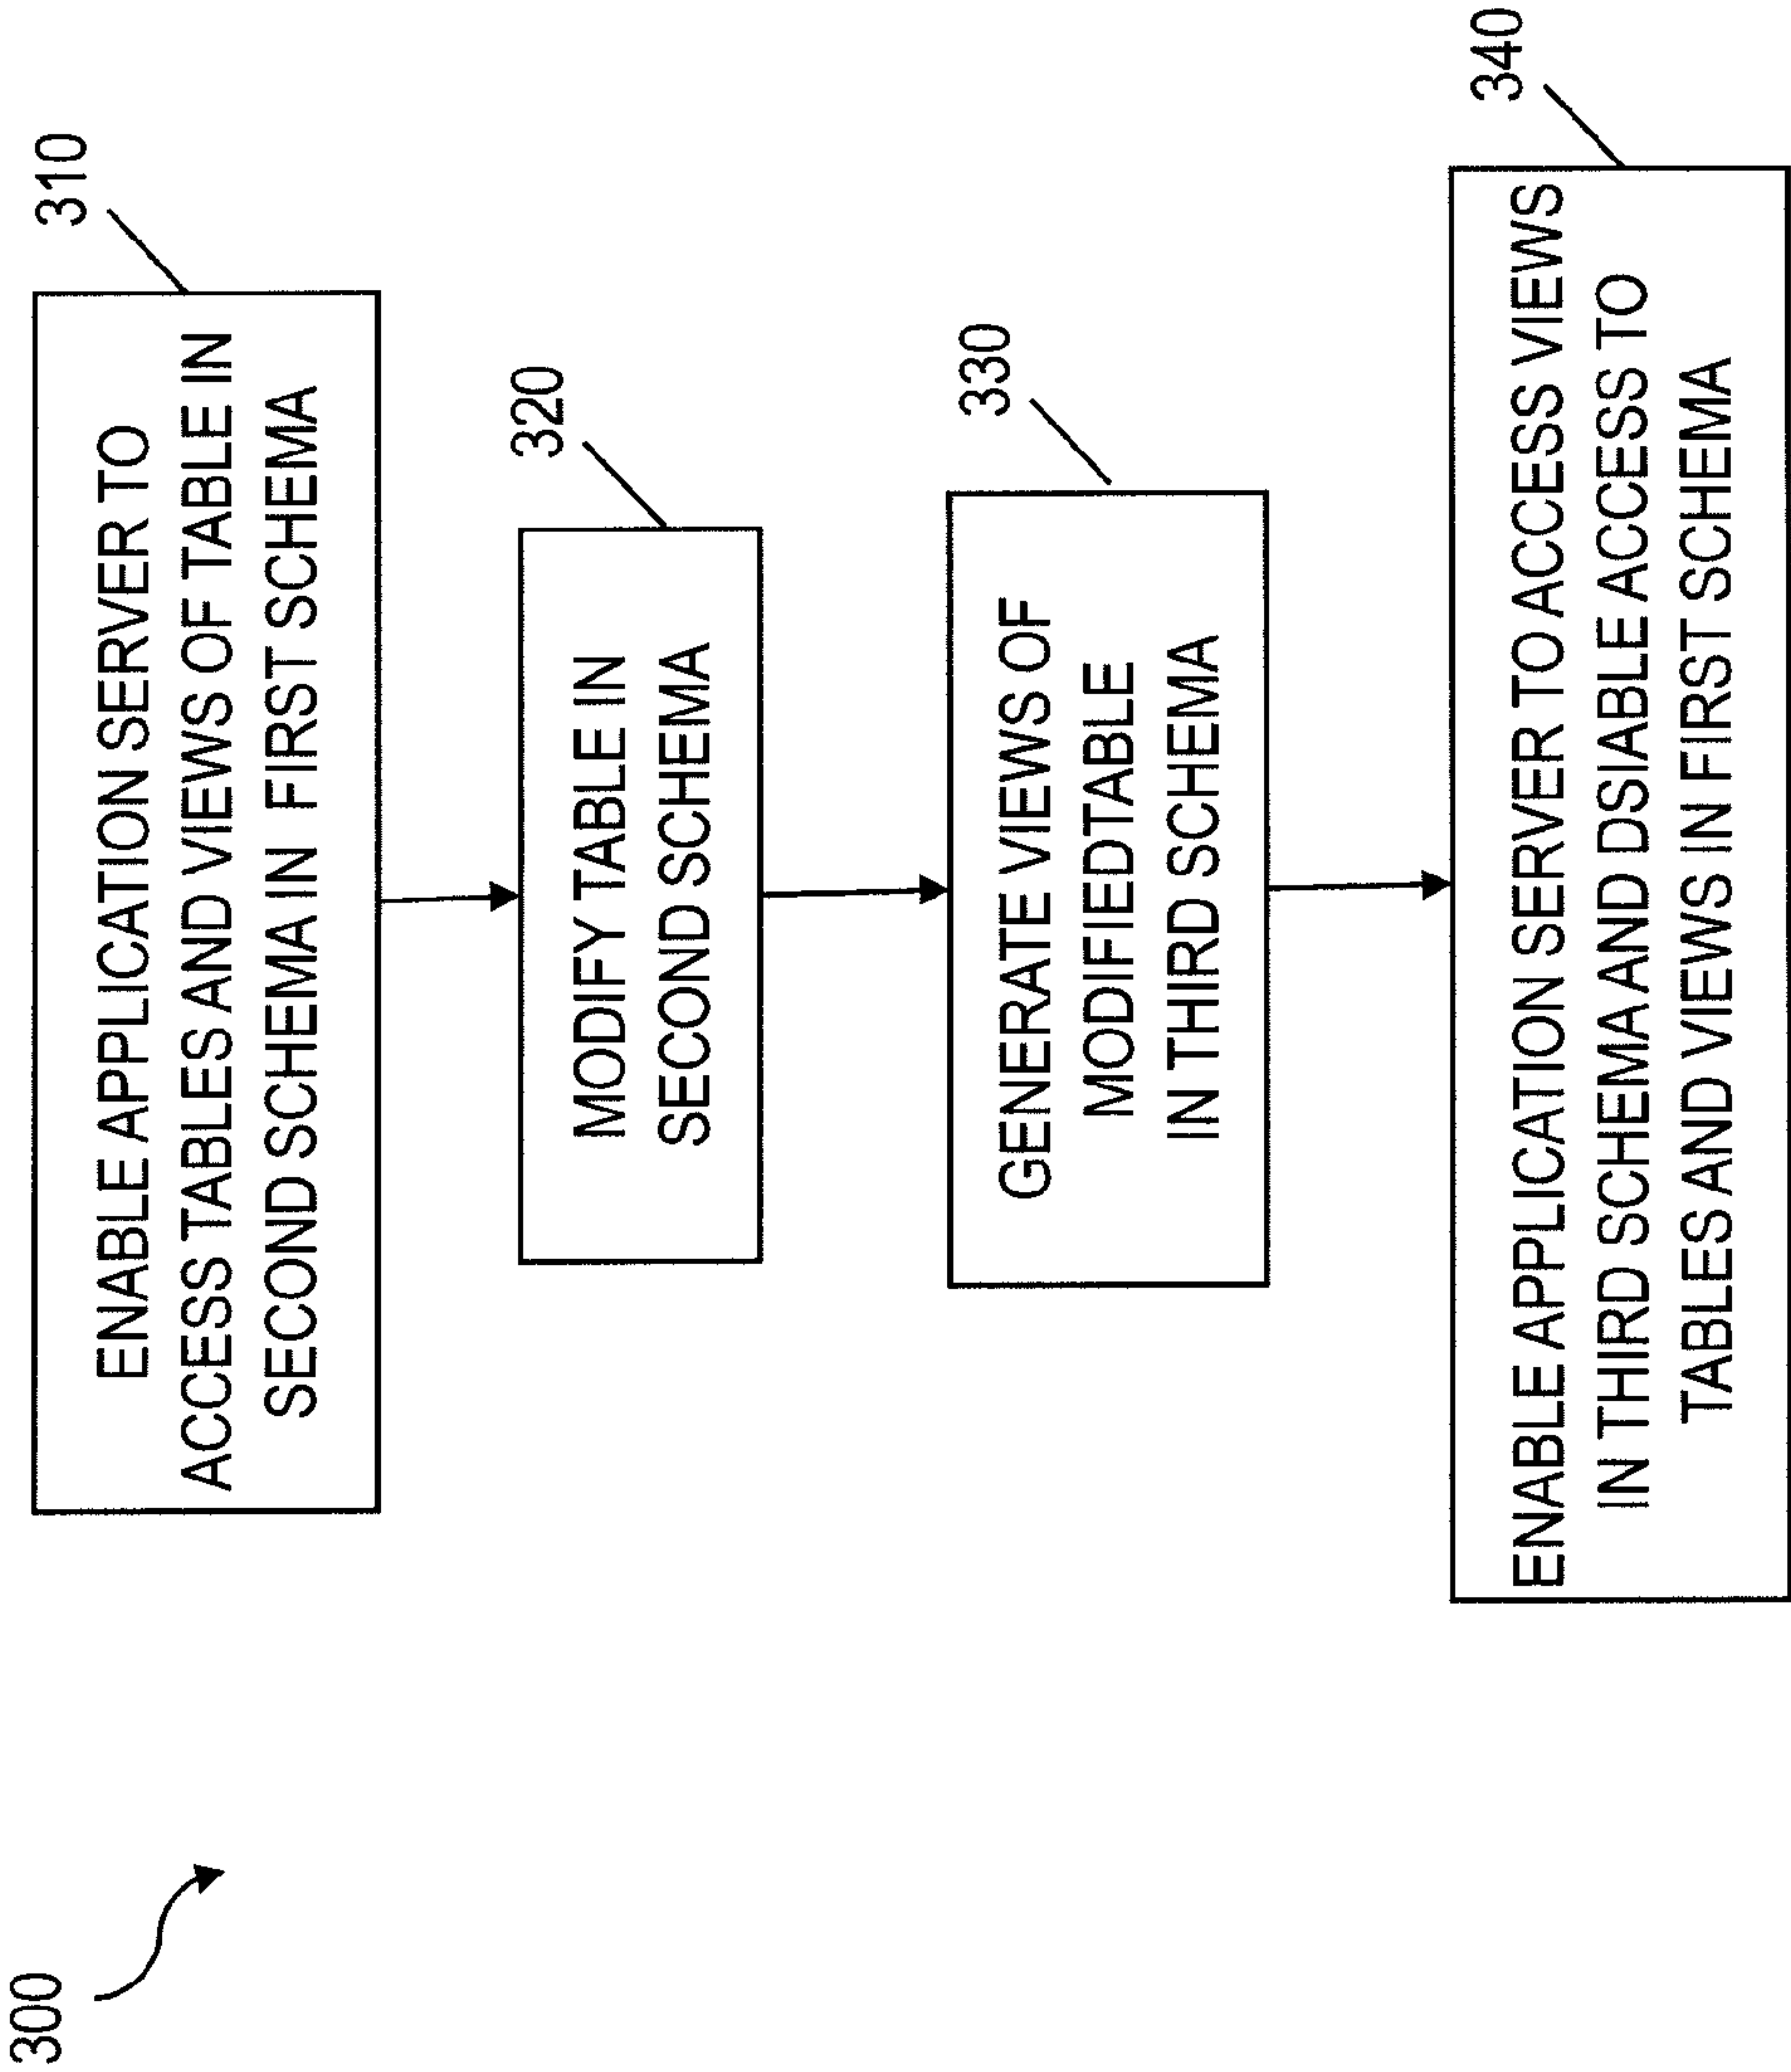 300
310
ENABLE APPLICATION SERVER TO
ACCESS TABLES AND VIEWS OF TABLE IN
SECOND SCHEMA IN FIRST SCHEMA
320
MODIFY TABLE IN
SECOND SCHEMA
330
GENERATE VIEWS OF
MODIFIEDTABLE
IN THIRD SCHEMA
340
ENABLE APPLICATION SERVER TO ACCESS VIEWS
IN THIRD SCHEMA AND DSIABLE ACCESS TO
TABLES AND VIEWS IN FIRST SCHEMA